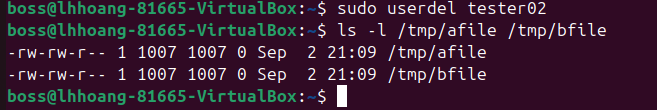 boss@lhhoang-81665-VirtualBox:~$ sudo userdel tester02
boss@lhhoang-81665-VirtualBox:~$ ls -l /tmp/afile /tmp/bfile
-rw-rw-r-- 1 1007 1007 0 Sep  2 21:09 /tmp/afile
-rw-rw-r-- 1 1007 1007 0 Sep  2 21:09 /tmp/bfile
boss@lhhoang-81665-VirtualBox:~$